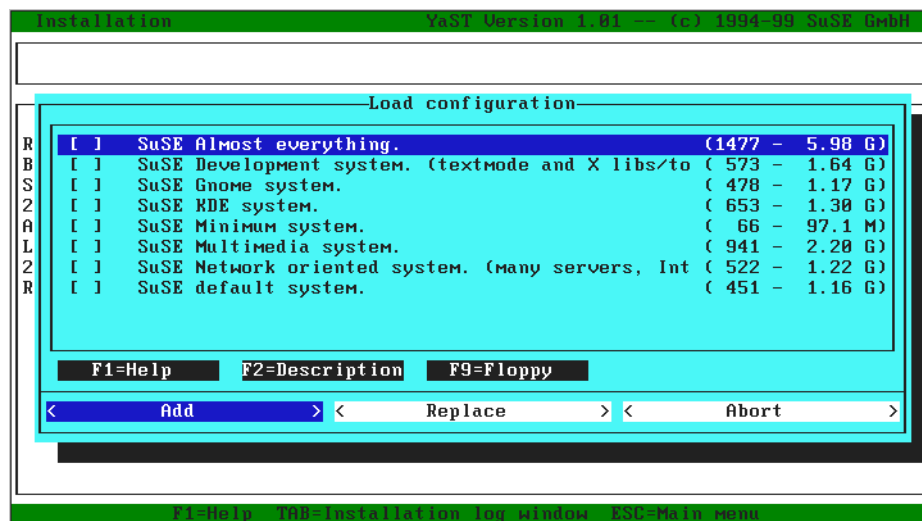 Installation YaST Version 1.01 -- (c) 1994-99 SuSE GmbH
Load configuration
R [ ] SuSE Almost everything. (1477 - 5.98 G)
B [ ] SuSE Development system. (textmode and X libs/to ( 573 - 1.64 G)
S [ ] SuSE Gnome system. ( 478 - 1.17 G)
2 [ ] SuSE KDE system. ( 653 - 1.30 G)
A [ ] SuSE Minimum system. ( 66 - 97.1 M)
L [ ] SuSE Multimedia system. ( 941 - 2.20 G)
2 [ ] SuSE Network oriented system. (many servers, Int ( 522 - 1.22 G)
R [ ] SuSE default system. ( 451 - 1.16 G)
F1=Help F2=Description F9=Floppy
< Add > < Replace > < Abort >
F1=Help TAB=Installation log window ESC=Main menu